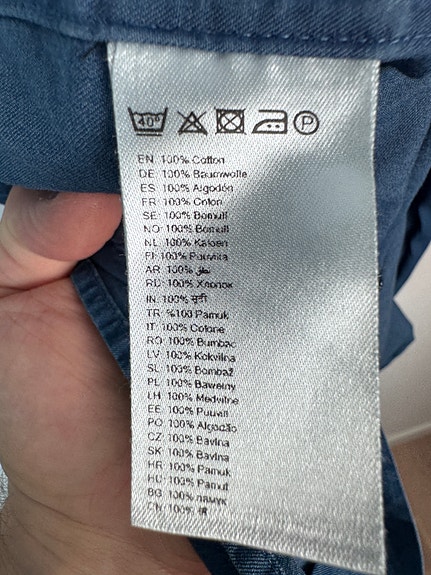 40°
P
EN 100% Cotton
DE 100% Baumwolle
ES 100% Algodón
FR 100% Coton
SE 100% Bomull
NO 100% Bomull
NL 100% Katoen
FI 100% Puuvilla
AR 100% قطن
RU 100% Хлопок
IN 100% रूई
TR %100 Pamuk
IT 100% Cotone
RO 100% Bumbac
LV 100% Kokvilna
SL 100% Bombaž
PL 100% Bawełny
LH 100% Medvilnė
EE 100% Puuvill
PO 100% Algodão
CZ 100% Bavlna
SK 100% Bavlna
HR 100% Pamuk
HU 100% Pamut
BG 100% памук
CN 100% 棉